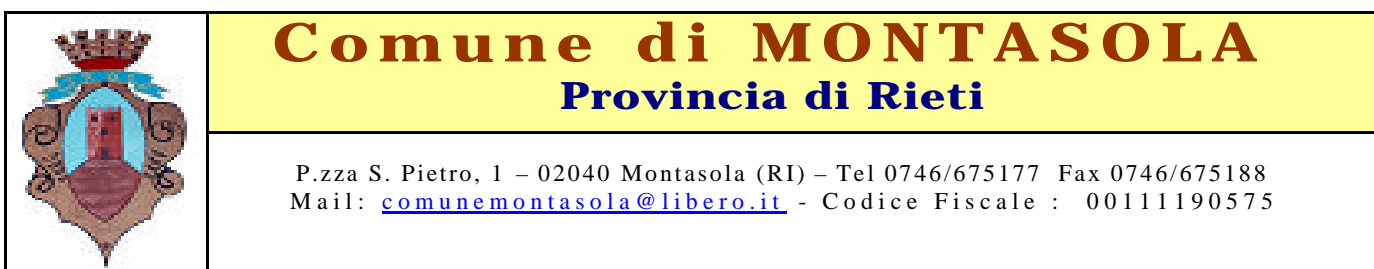 Comune di MONTASOLA
Provincia di Rieti
P.zza S. Pietro, 1 – 02040 Montasola (RI) – Tel 0746/675177 Fax 0746/675188
Mail: comunemontasola@libero.it - Codice Fiscale : 00111190575